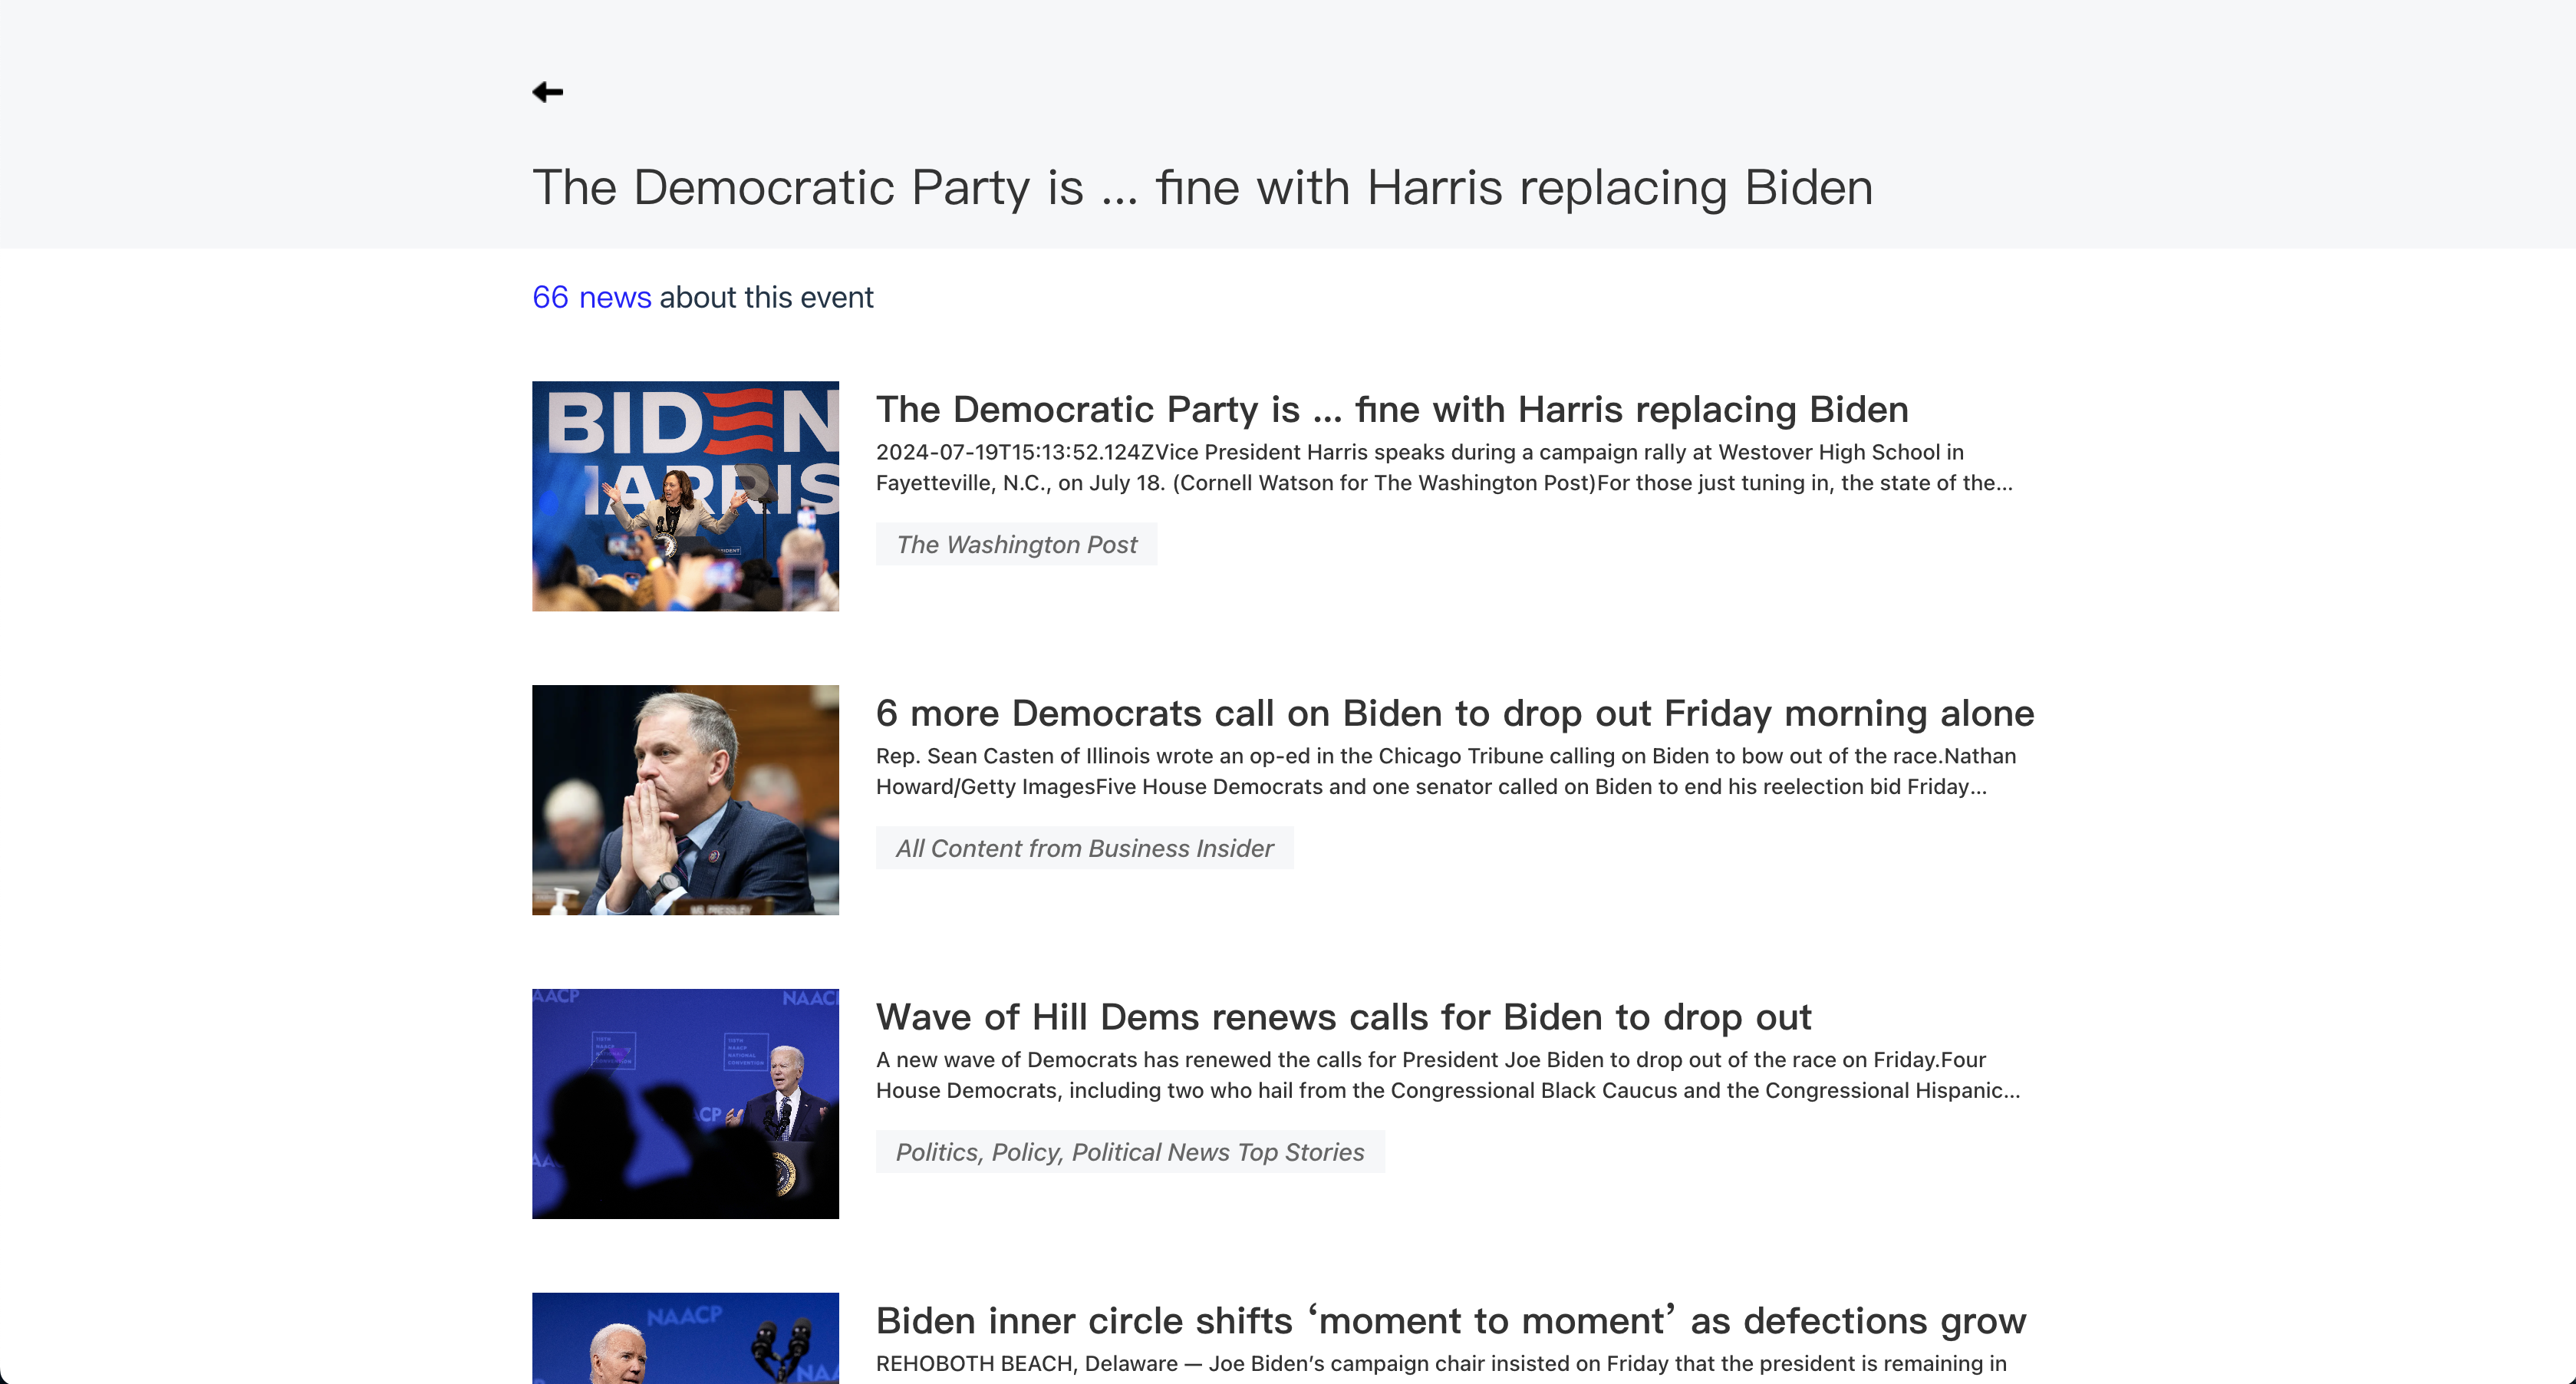 The Democratic Party is ... fine with Harris replacing Biden
66 news about this event
BIDEN
HARRIS
The Democratic Party is ... fine with Harris replacing Biden
2024-07-19T15:13:52.124ZVice President Harris speaks during a campaign rally at Westover High School in
Fayetteville, N.C., on July 18. (Cornell Watson for The Washington Post)For those just tuning in, the state of the...
The Washington Post
6 more Democrats call on Biden to drop out Friday morning alone
Rep. Sean Casten of Illinois wrote an op-ed in the Chicago Tribune calling on Biden to bow out of the race.Nathan
Howard/Getty ImagesFive House Democrats and one senator called on Biden to end his reelection bid Friday...
All Content from Business Insider
MS. PRESSLEY
AACP NAACP
115TH NAACP NATIONAL CONVENTION
Wave of Hill Dems renews calls for Biden to drop out
A new wave of Democrats has renewed the calls for President Joe Biden to drop out of the race on Friday.Four
House Democrats, including two who hail from the Congressional Black Caucus and the Congressional Hispanic...
Politics, Policy, Political News Top Stories
NAACP
Biden inner circle shifts ‘moment to moment’ as defections grow
REHOBOTH BEACH, Delaware — Joe Biden’s campaign chair insisted on Friday that the president is remaining in